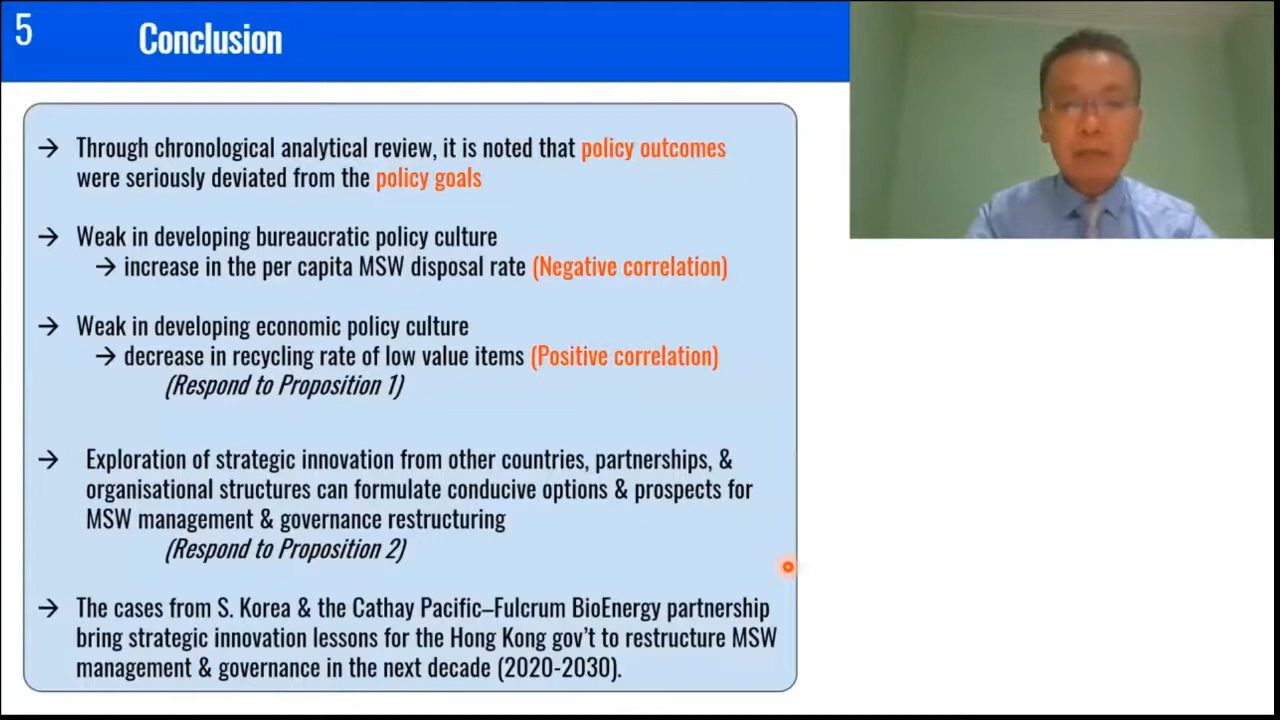 5
Conclusion
→ Through chronological analytical review, it is noted that policy outcomes
were seriously deviated from the policy goals
→ Weak in developing bureaucratic policy culture
→ increase in the per capita MSW disposal rate (Negative correlation)
→ Weak in developing economic policy culture
→ decrease in recycling rate of low value items (Positive correlation)
(Respond to Proposition 1)
→ Exploration of strategic innovation from other countries, partnerships, &
organisational structures can formulate conducive options & prospects for
MSW management & governance restructuring
(Respond to Proposition 2)
→ The cases from S. Korea & the Cathay Pacific–Fulcrum BioEnergy partnership
bring strategic innovation lessons for the Hong Kong gov't to restructure MSW
management & governance in the next decade (2020-2030).